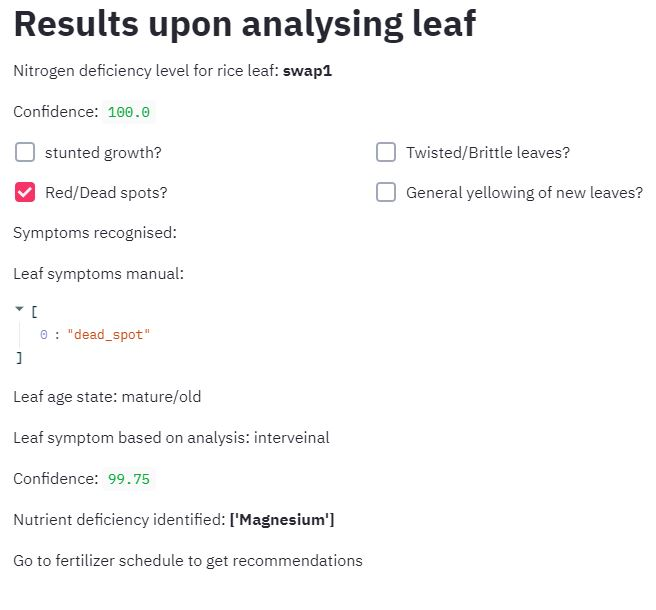 Results upon analysing leaf
Nitrogen deficiency level for rice leaf: swap1
Confidence: 100.0
stunted growth?
Twisted/Brittle leaves?
Red/Dead spots?
General yellowing of new leaves?
Symptoms recognised:
Leaf symptoms manual:
[
0 : "dead_spot"
]
Leaf age state: mature/old
Leaf symptom based on analysis: interveinal
Confidence: 99.75
Nutrient deficiency identified: ['Magnesium']
Go to fertilizer schedule to get recommendations